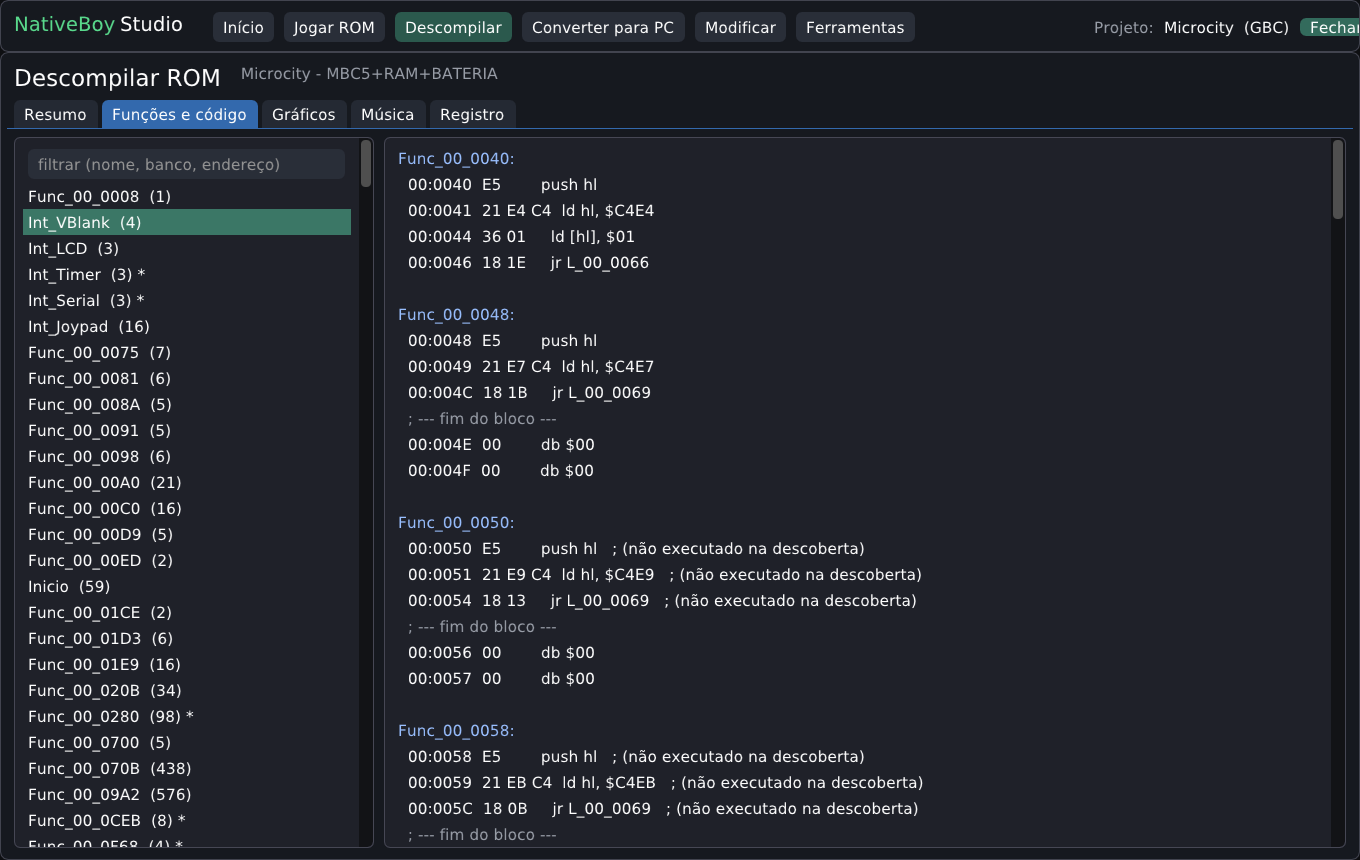 NativeBoy Studio Início Jogar ROM Descompilar Converter para PC Modificar Ferramentas Projeto: Microcity (GBC) Fechar
Descompilar ROM Microcity - MBC5+RAM+BATERIA
Resumo Funções e código Gráficos Música Registro
filtrar (nome, banco, endereço)
Func_00_0008 (1)
Int_VBlank (4)
Int_LCD (3)
Int_Timer (3) *
Int_Serial (3) *
Int_Joypad (16)
Func_00_0075 (7)
Func_00_0081 (6)
Func_00_008A (5)
Func_00_0091 (5)
Func_00_0098 (6)
Func_00_00A0 (21)
Func_00_00C0 (16)
Func_00_00D9 (5)
Func_00_00ED (2)
Inicio (59)
Func_00_01CE (2)
Func_00_01D3 (6)
Func_00_01E9 (16)
Func_00_020B (34)
Func_00_0280 (98) *
Func_00_0700 (5)
Func_00_070B (438)
Func_00_09A2 (576)
Func_00_0CEB (8) *
Func_00_0040:
00:0040 E5 push hl
00:0041 21 E4 C4 ld hl, $C4E4
00:0044 36 01 ld [hl], $01
00:0046 18 1E jr L_00_0066
Func_00_0048:
00:0048 E5 push hl
00:0049 21 E7 C4 ld hl, $C4E7
00:004C 18 1B jr L_00_0069
; --- fim do bloco ---
00:004E 00 db $00
00:004F 00 db $00
Func_00_0050:
00:0050 E5 push hl ; (não executado na descoberta)
00:0051 21 E9 C4 ld hl, $C4E9 ; (não executado na descoberta)
00:0054 18 13 jr L_00_0069 ; (não executado na descoberta)
; --- fim do bloco ---
00:0056 00 db $00
00:0057 00 db $00
Func_00_0058:
00:0058 E5 push hl ; (não executado na descoberta)
00:0059 21 EB C4 ld hl, $C4EB ; (não executado na descoberta)
00:005C 18 0B jr L_00_0069 ; (não executado na descoberta)
; --- fim do bloco ---